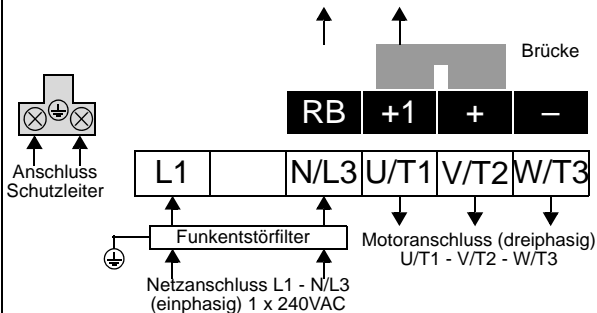 Brücke
RB +1 + –
Anschluss
Schutzleiter
L1 N/L3 U/T1 V/T2 W/T3
Funkentstörfilter
Motoranschluss (dreiphasig)
U/T1 - V/T2 - W/T3
Netzanschluss L1 - N/L3
(einphasig) 1 x 240VAC